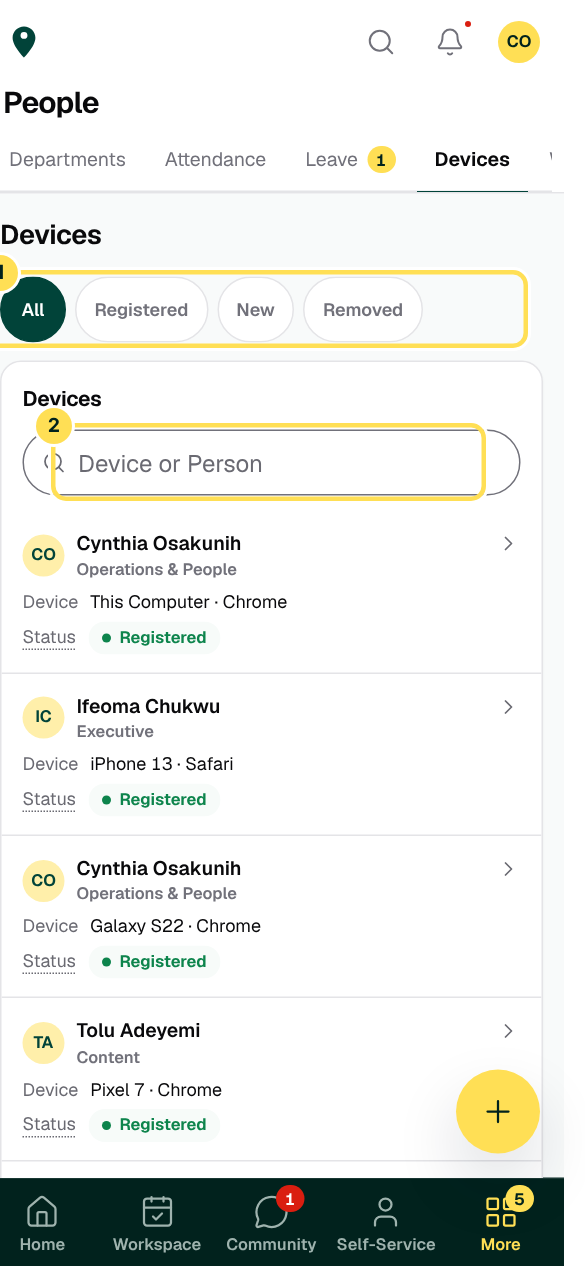 CO
People
Departments Attendance Leave 1 Devices
Devices
All Registered New Removed
Devices
2
Device or Person
CO Cynthia Osakunih
Operations & People
Device This Computer · Chrome
Status Registered
IC Ifeoma Chukwu
Executive
Device iPhone 13 · Safari
Status Registered
CO Cynthia Osakunih
Operations & People
Device Galaxy S22 · Chrome
Status Registered
TA Tolu Adeyemi
Content
Device Pixel 7 · Chrome
Status Registered
1 5
Home Workspace Community Self-Service More